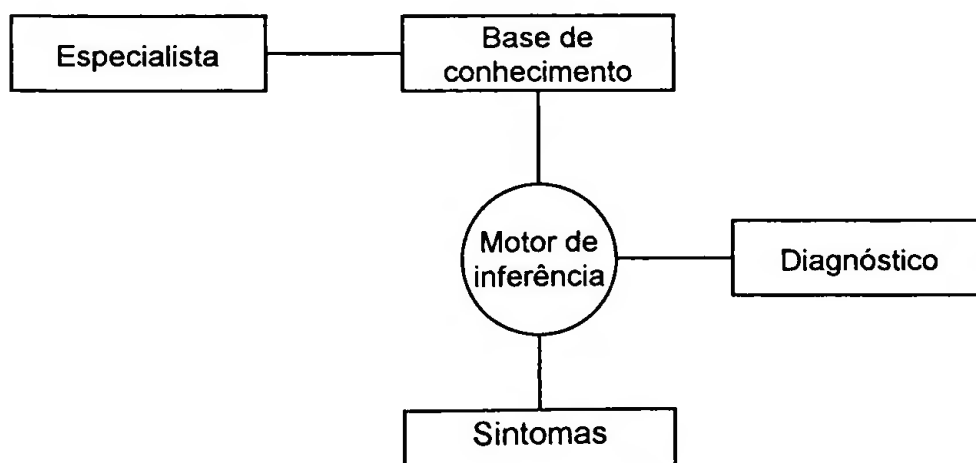 Especialista
Base de
conhecimento
Motor de
inferência
Diagnóstico
Sintomas